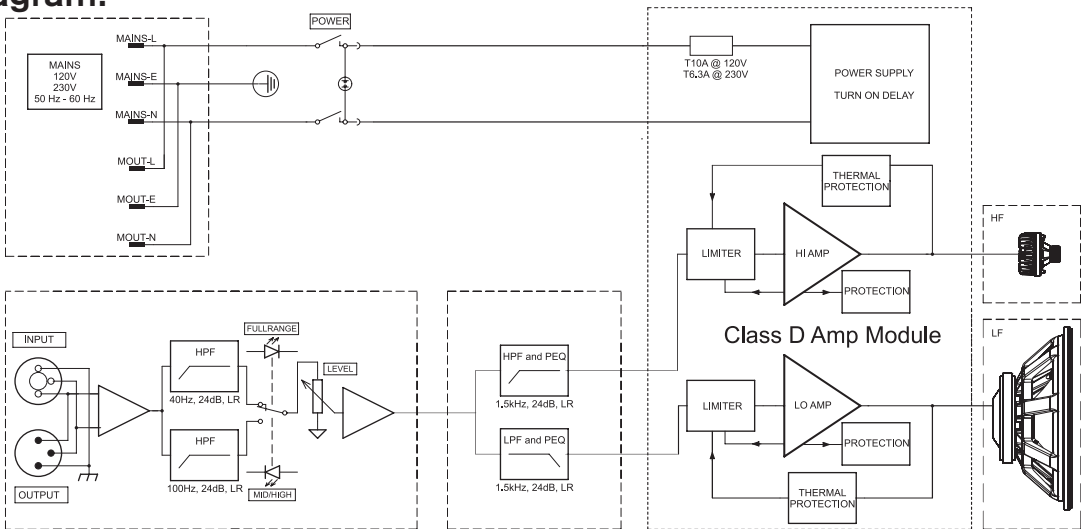 agram:
MAINS
120V
230V
50 Hz - 60 Hz
MAINS-L
MAINS-E
MAINS-N
MOUT-L
MOUT-E
MOUT-N
POWER
T10A @ 120V
T6.3A @ 230V
POWER SUPPLY
TURN ON DELAY
THERMAL
PROTECTION
LIMITER
HI AMP
PROTECTION
HF
Class D Amp Module
LIMITER
LO AMP
PROTECTION
THERMAL
PROTECTION
LF
INPUT
OUTPUT
HPF
40Hz, 24dB, LR
HPF
100Hz, 24dB, LR
FULLRANGE
MID/HIGH
LEVEL
HPF and PEQ
1.5kHz, 24dB, LR
LPF and PEQ
1.5kHz, 24dB, LR